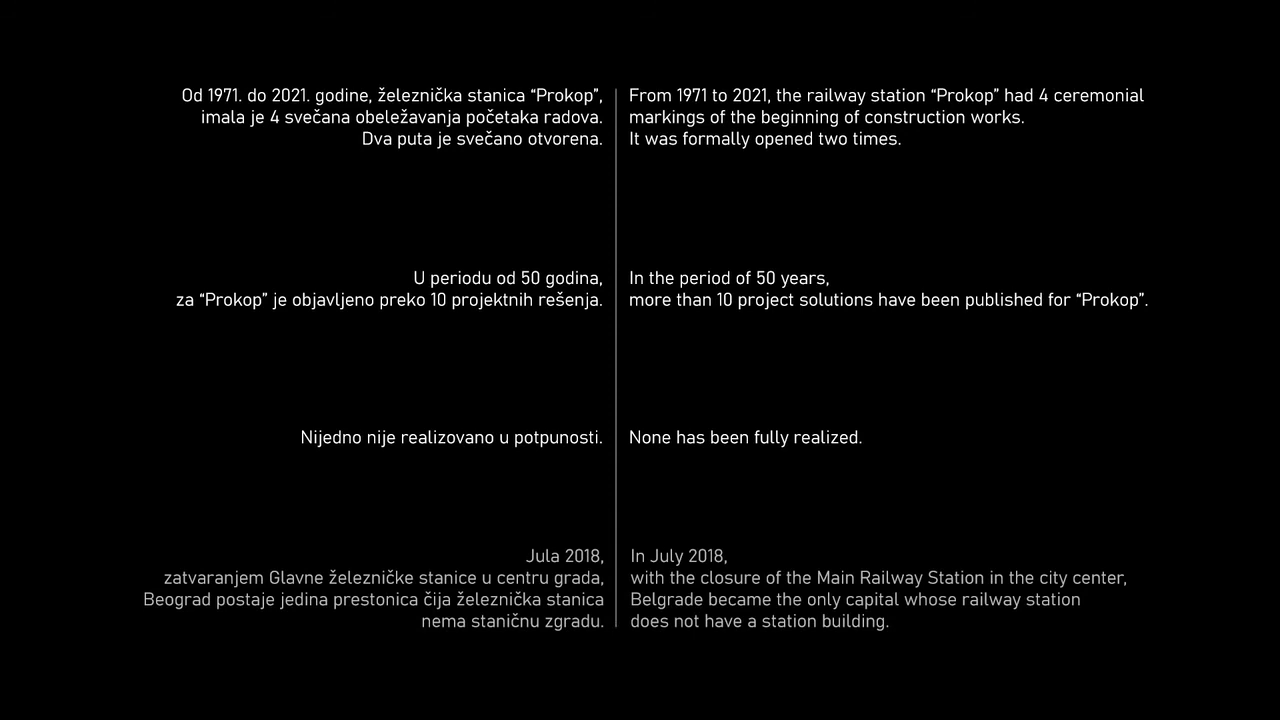 Od 1971. do 2021. godine, železnička stanica “Prokop”,
imala je 4 svečana obeležavanja početaka radova.
Dva puta je svečano otvorena.
From 1971 to 2021, the railway station “Prokop” had 4 ceremonial
markings of the beginning of construction works.
It was formally opened two times.
U periodu od 50 godina,
za “Prokop” je objavljeno preko 10 projektnih rešenja.
In the period of 50 years,
more than 10 project solutions have been published for “Prokop”.
Nijedno nije realizovano u potpunosti.
None has been fully realized.
Jula 2018,
zatvaranjem Glavne železničke stanice u centru grada,
Beograd postaje jedina prestonica čija železnička stanica
nema staničnu zgradu.
In July 2018,
with the closure of the Main Railway Station in the city center,
Belgrade became the only capital whose railway station
does not have a station building.